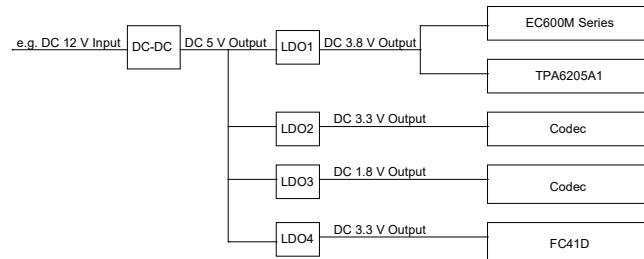 EC600M Series
e.g. DC 12 V Input
DC-DC
DC 5 V Output
LDO1
DC 3.8 V Output
TPA6205A1
LDO2
DC 3.3 V Output
Codec
LDO3
DC 1.8 V Output
Codec
LDO4
DC 3.3 V Output
FC41D